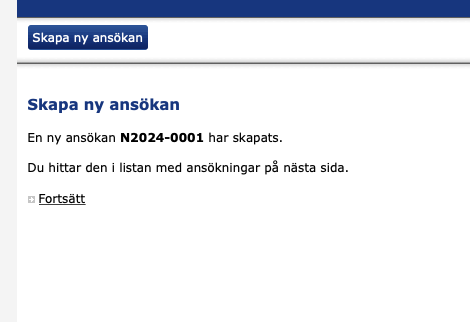 Skapa ny ansökan
Skapa ny ansökan
En ny ansökan N2024-0001 har skapats.
Du hittar den i listan med ansökningar på nästa sida.
Fortsätt